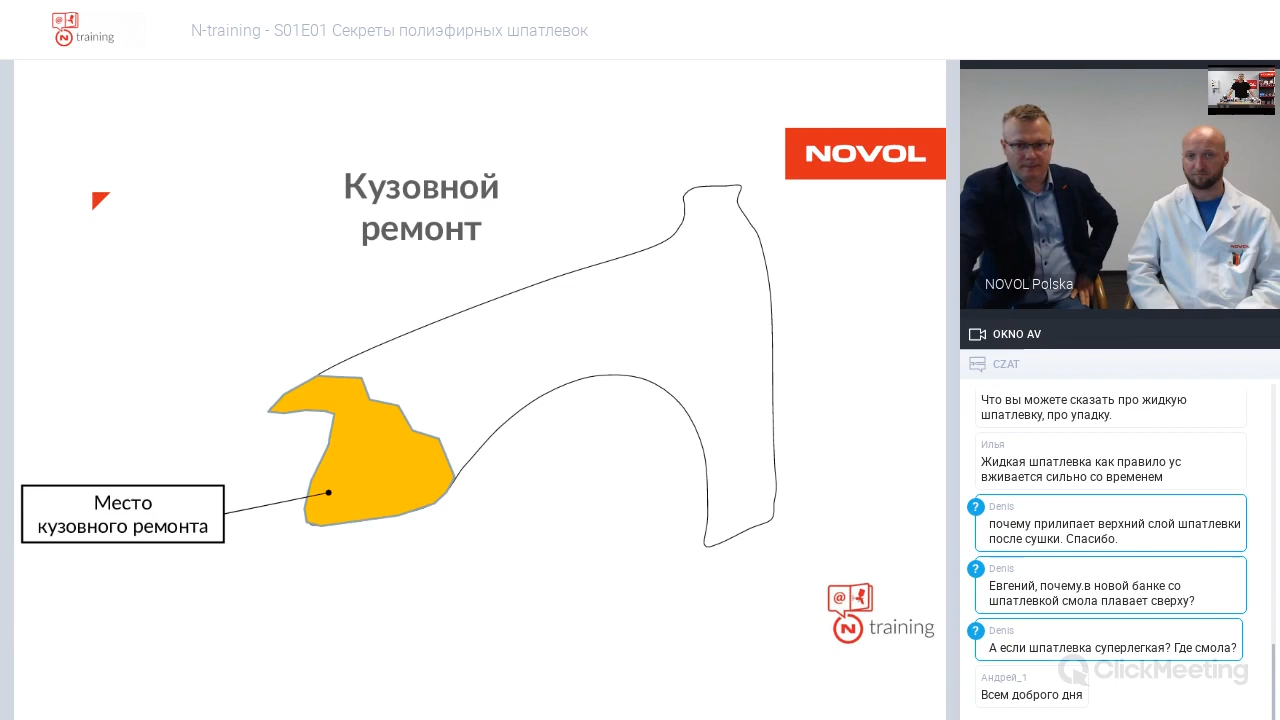 @
N training
N-training - S01E01 Секреты полиэфирных шпатлевок
NOVOL
Кузовной
ремонт
Место
кузовного ремонта
@
N training
NOVOL
NOVOL Polska
OKNO AV
CZAT
Что вы можете сказать про жидкую
шпатлевку, про упадку.
Илья
Жидкая шпатлевка как правило ус
вживается сильно со временем
?
Denis
почему прилипает верхний слой шпатлевки
после сушки. Спасибо.
?
Denis
Евгений, почему.в новой банке со
шпатлевкой смола плавает сверху?
?
Denis
А если шпатлевка суперлегкая? Где смола?
ClickMeeting
Андрей_1
Всем доброго дня